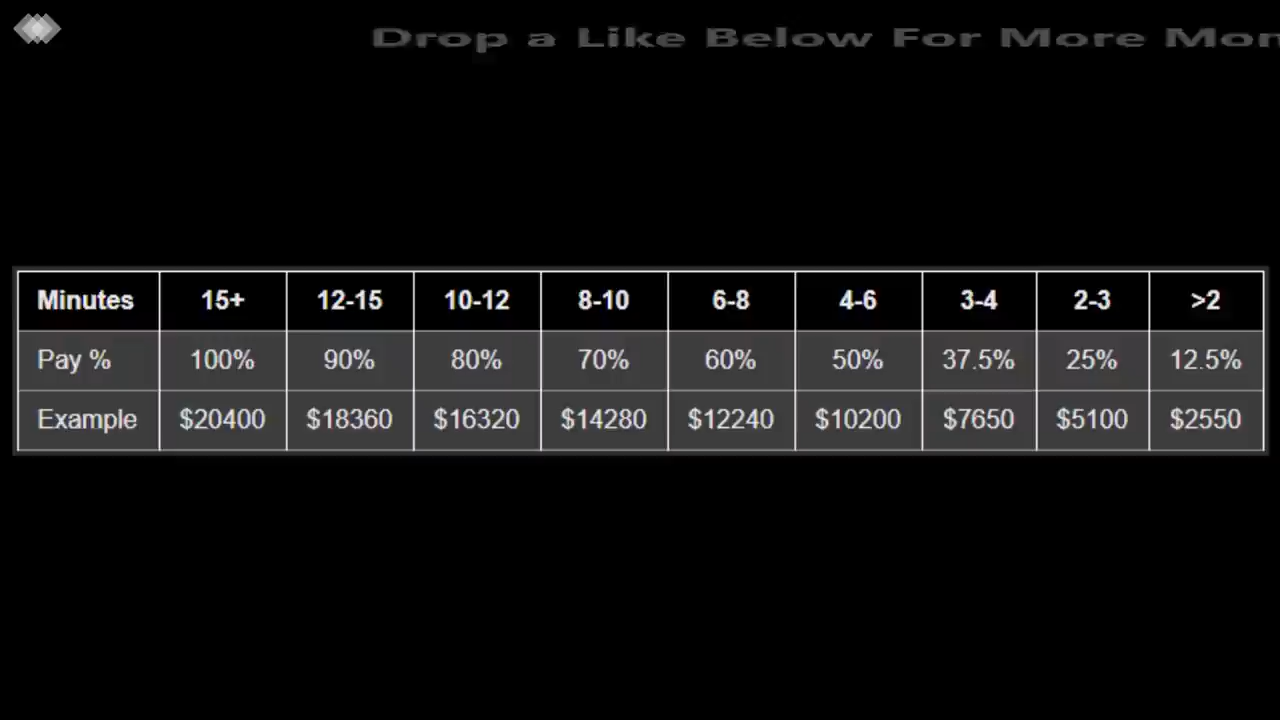 Drop a Like Below For More
Minutes 15+ 12-15 10-12 8-10 6-8 4-6 3-4 2-3 >2
Pay % 100% 90% 80% 70% 60% 50% 37.5% 25% 12.5%
Example $20400 $18360 $16320 $14280 $12240 $10200 $7650 $5100 $2550